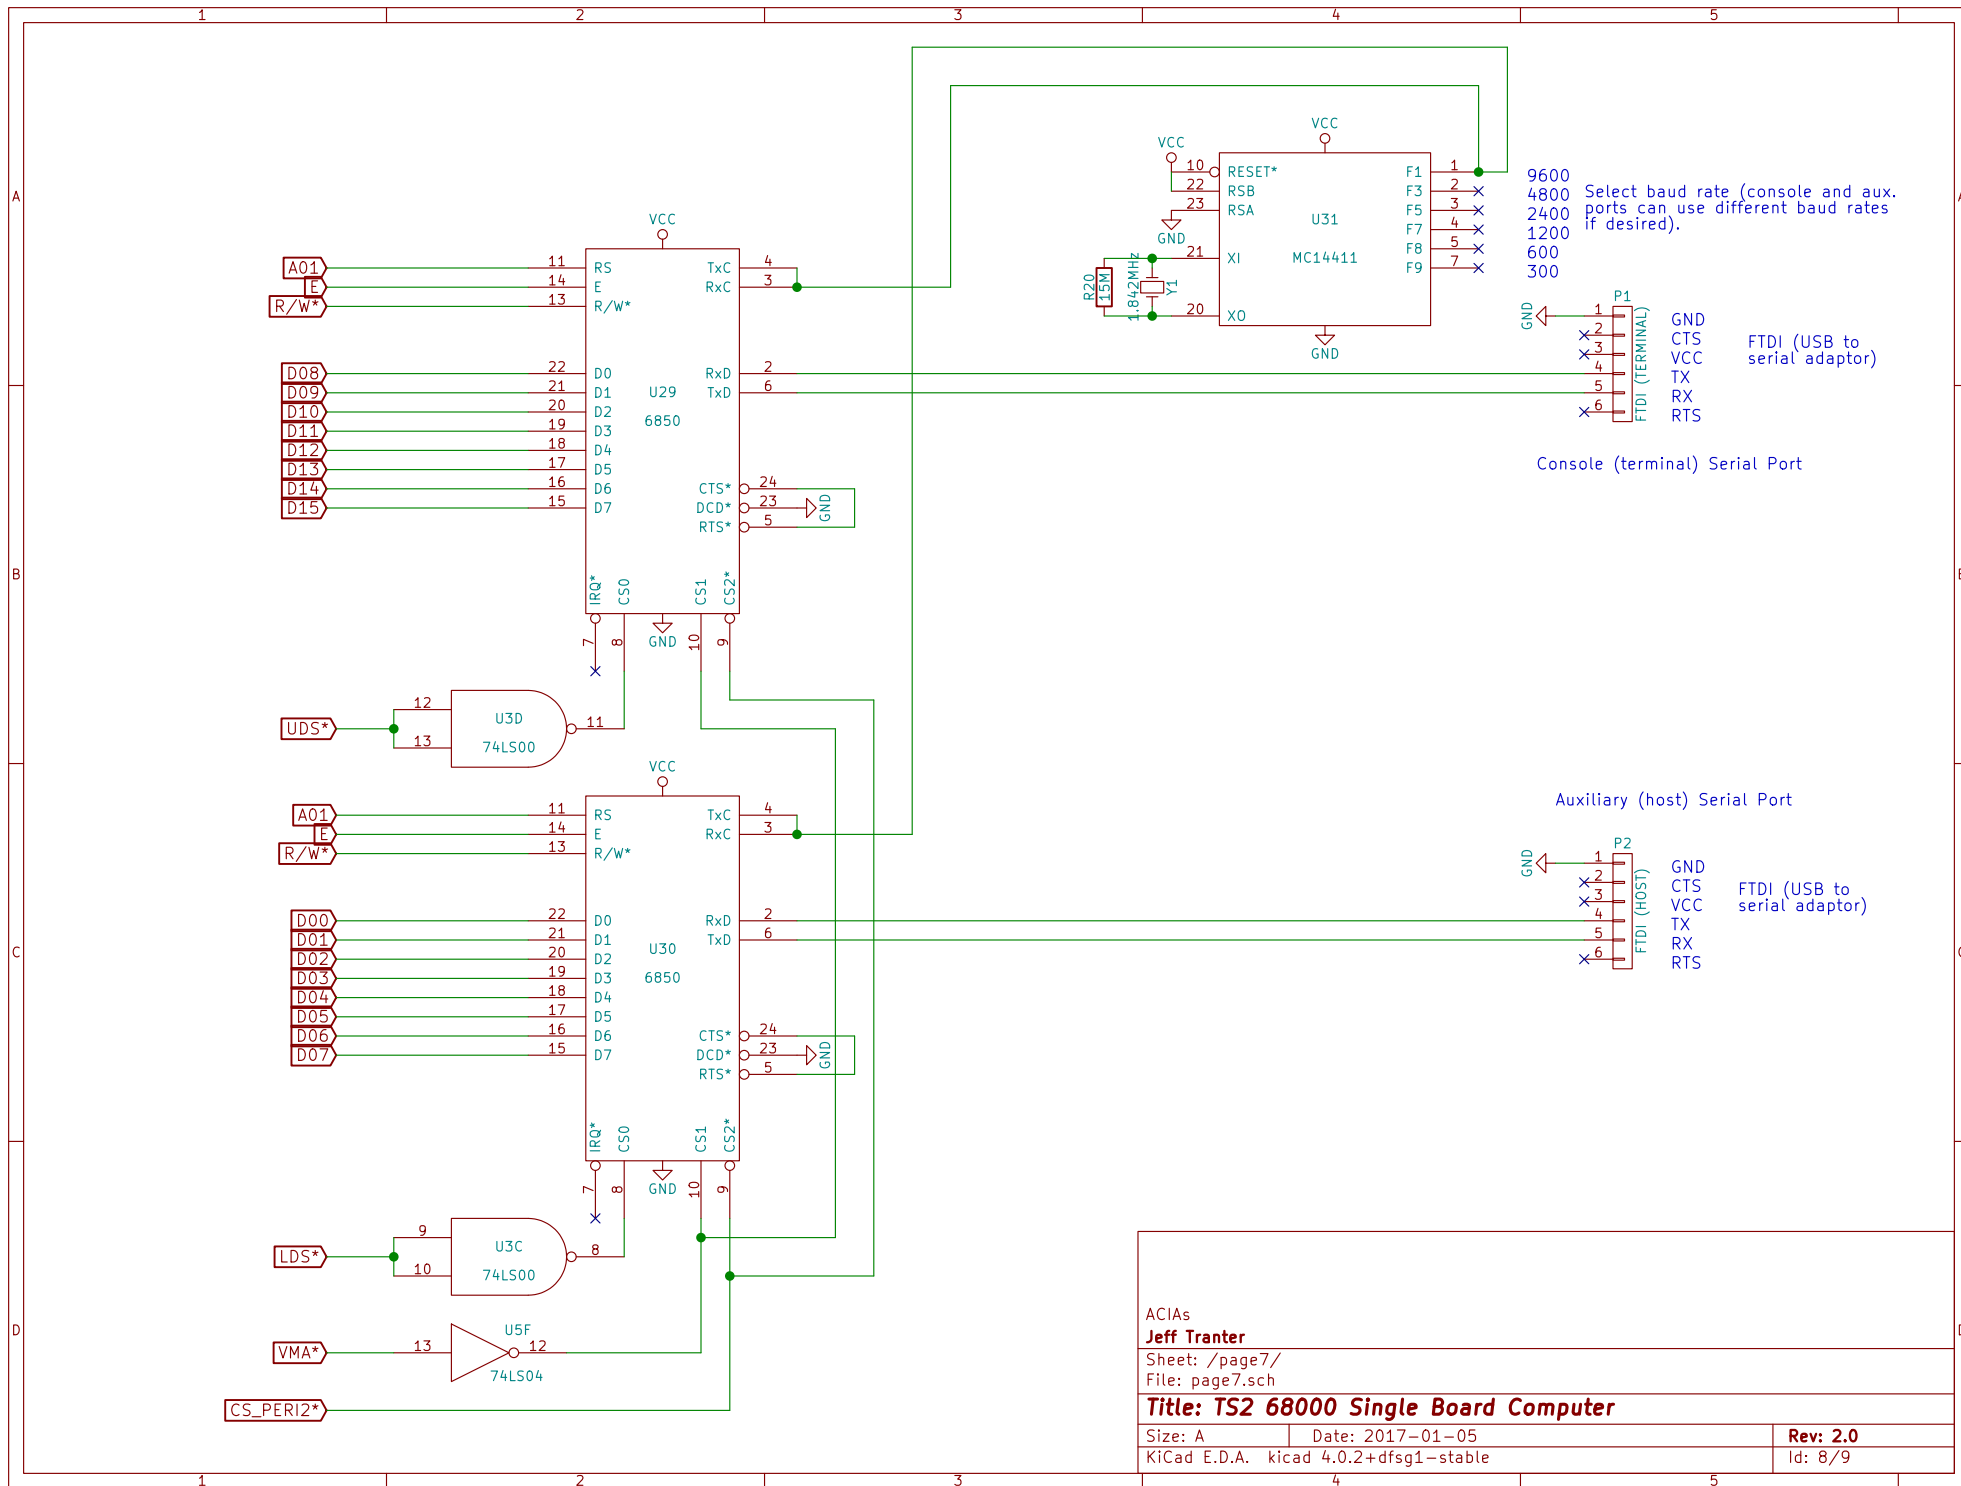 1 2 3 4 5
A
B
C
D
VCC
VCC
10 RESET*
22 RSB
23 RSA
GND
21 XI
20 XO
U31
MC14411
GND
F1 1
F3 2
F5 3
F7 4
F8 5
F9 7
9600
4800
2400
1200
600
300
Select baud rate (console and aux.
ports can use different baud rates
if desired).
R20
15M
1.842MHz
Y1
VCC
A01 11 RS
E 14 E
R/W* 13 R/W*
D08 22 D0
D09 21 D1
D10 20 D2
D11 19 D3
D12 18 D4
D13 17 D5
D14 16 D6
D15 15 D7
U29
6850
TxC 4
RxC 3
RxD 2
TxD 6
CTS* 24
DCD* 23 GND
RTS* 5
IRQ* 7
CS0 8
GND
CS1 10
CS2* 9
P1
FTDI (TERMINAL)
GND 1 GND
2 CTS
3 VCC
4 TX
5 RX
6 RTS
FTDI (USB to
serial adaptor)
Console (terminal) Serial Port
UDS* 12
13
U3D
74LS00
11
VCC
A01 11 RS
E 14 E
R/W* 13 R/W*
D00 22 D0
D01 21 D1
D02 20 D2
D03 19 D3
D04 18 D4
D05 17 D5
D06 16 D6
D07 15 D7
U30
6850
TxC 4
RxC 3
RxD 2
TxD 6
CTS* 24
DCD* 23 GND
RTS* 5
IRQ* 7
CS0 8
GND
CS1 10
CS2* 9
Auxiliary (host) Serial Port
P2
FTDI (HOST)
GND 1 GND
2 CTS
3 VCC
4 TX
5 RX
6 RTS
FTDI (USB to
serial adaptor)
LDS* 9
10
U3C
74LS00
8
VMA* 13
U5F
74LS04
12
CS_PERI2*
ACIAs
Jeff Tranter
Sheet: /page7/
File: page7.sch
Title: TS2 68000 Single Board Computer
Size: A Date: 2017-01-05 Rev: 2.0
KiCad E.D.A. kicad 4.0.2+dfsg1-stable Id: 8/9
1 2 3 4 5